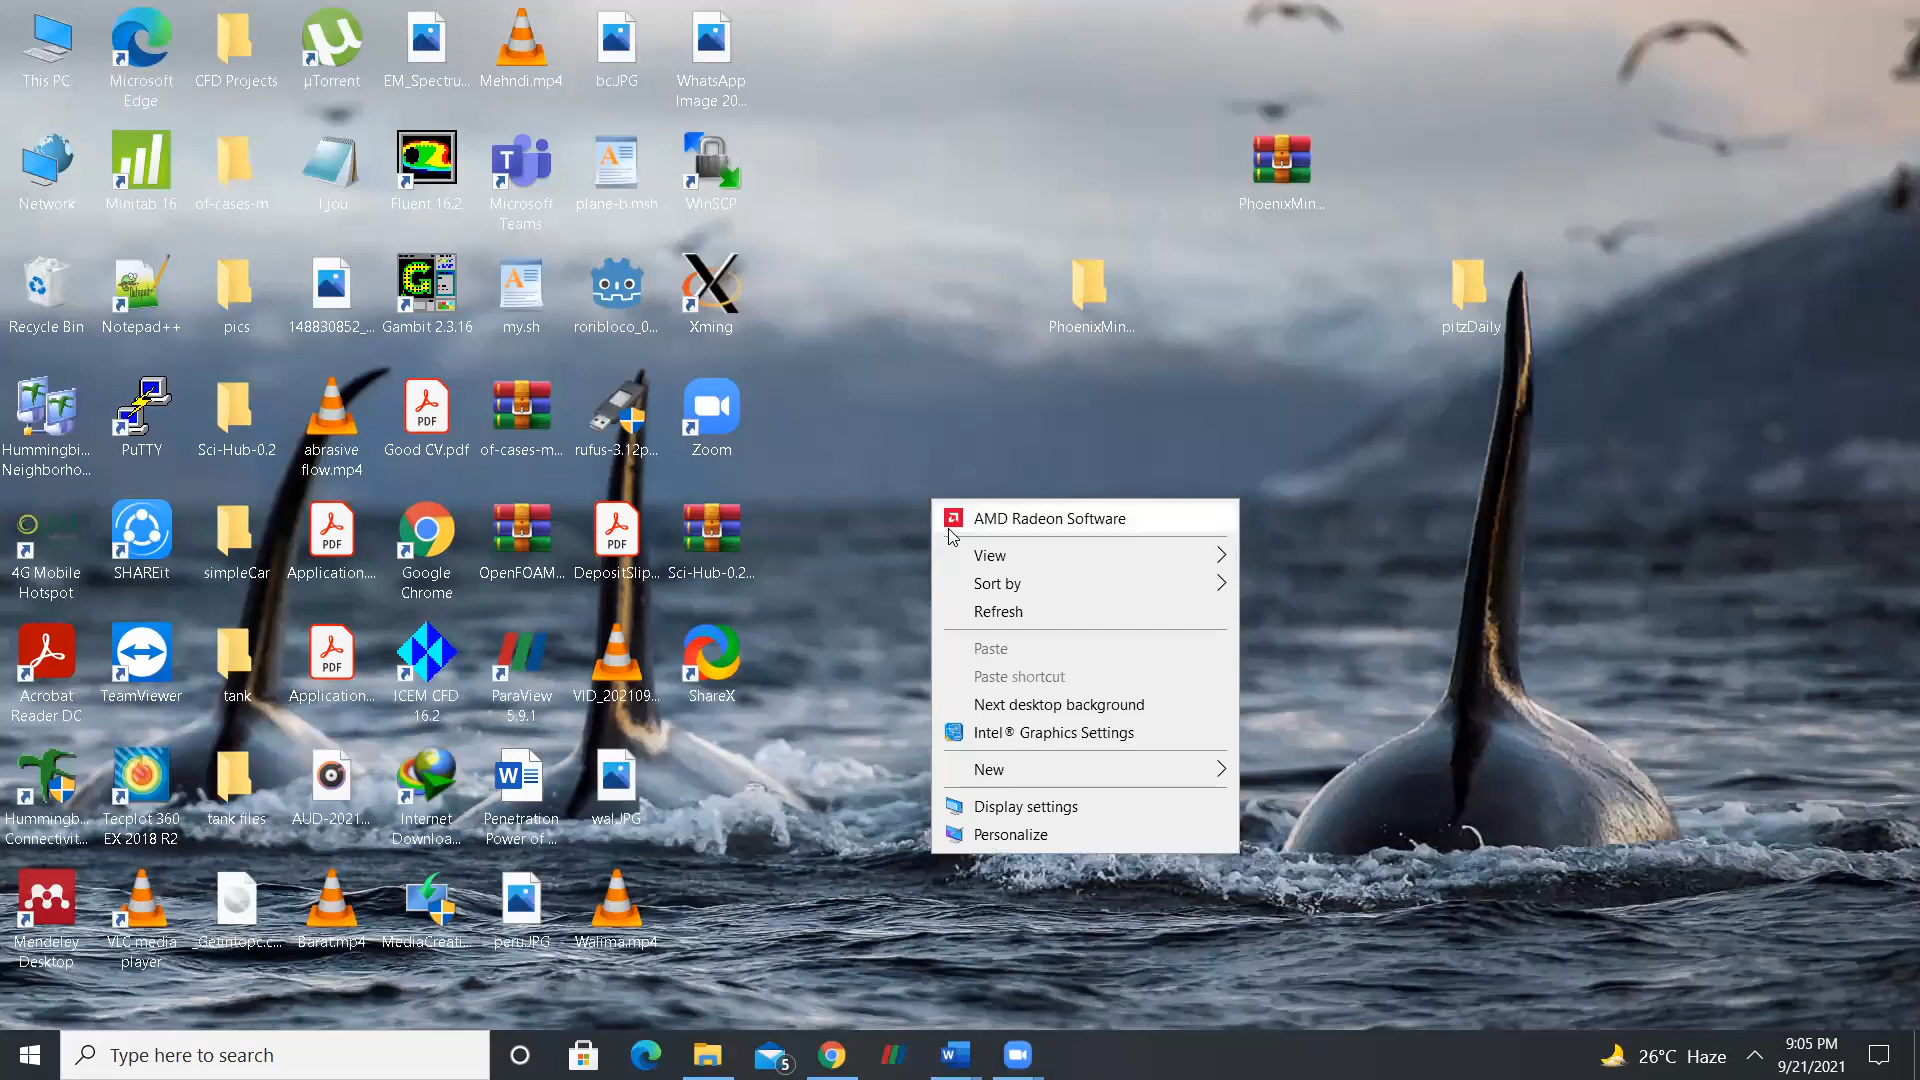 This PC
Microsoft
Edge
CFD Projects
µTorrent
EM_Spectru...
Mehndi.mp4
bc.JPG
WhatsApp
Image 20...
Network
Minitab 16
of-cases-m
l.jou
Fluent 16.2
Microsoft
Teams
plane-b.msh
WinSCP
PhoenixMin...
Recycle Bin
Notepad++
pics
148830852_...
Gambit 2.3.16
my.sh
roribloco_0...
Xming
PhoenixMin...
pitzDaily
Hummingbi...
Neighborho...
PuTTY
Sci-Hub-0.2
abrasive
flow.mp4
PDF
Good CV.pdf
of-cases-m...
rufus-3.12p...
Zoom
4G Mobile
Hotspot
SHAREit
simpleCar
PDF
Application....
Google
Chrome
OpenFOAM...
PDF
DepositSlip...
Sci-Hub-0.2...
Acrobat
Reader DC
TeamViewer
tank
PDF
Application...
ICEM CFD
16.2
ParaView
5.9.1
VID_202109...
ShareX
Hummingb...
Connectivit...
Tecplot 360
EX 2018 R2
tank files
AUD-2021...
Internet
Downloa...
Penetration
Power of ...
wal.JPG
Mendeley
Desktop
VLC media
player
_Getintopc.c...
Barat.mp4
MediaCreati...
peru.JPG
Walima.mp4
AMD Radeon Software
View
Sort by
Refresh
Paste
Paste shortcut
Next desktop background
Intel® Graphics Settings
New
Display settings
Personalize
Type here to search
5
26°C Haze
9:05 PM
9/21/2021